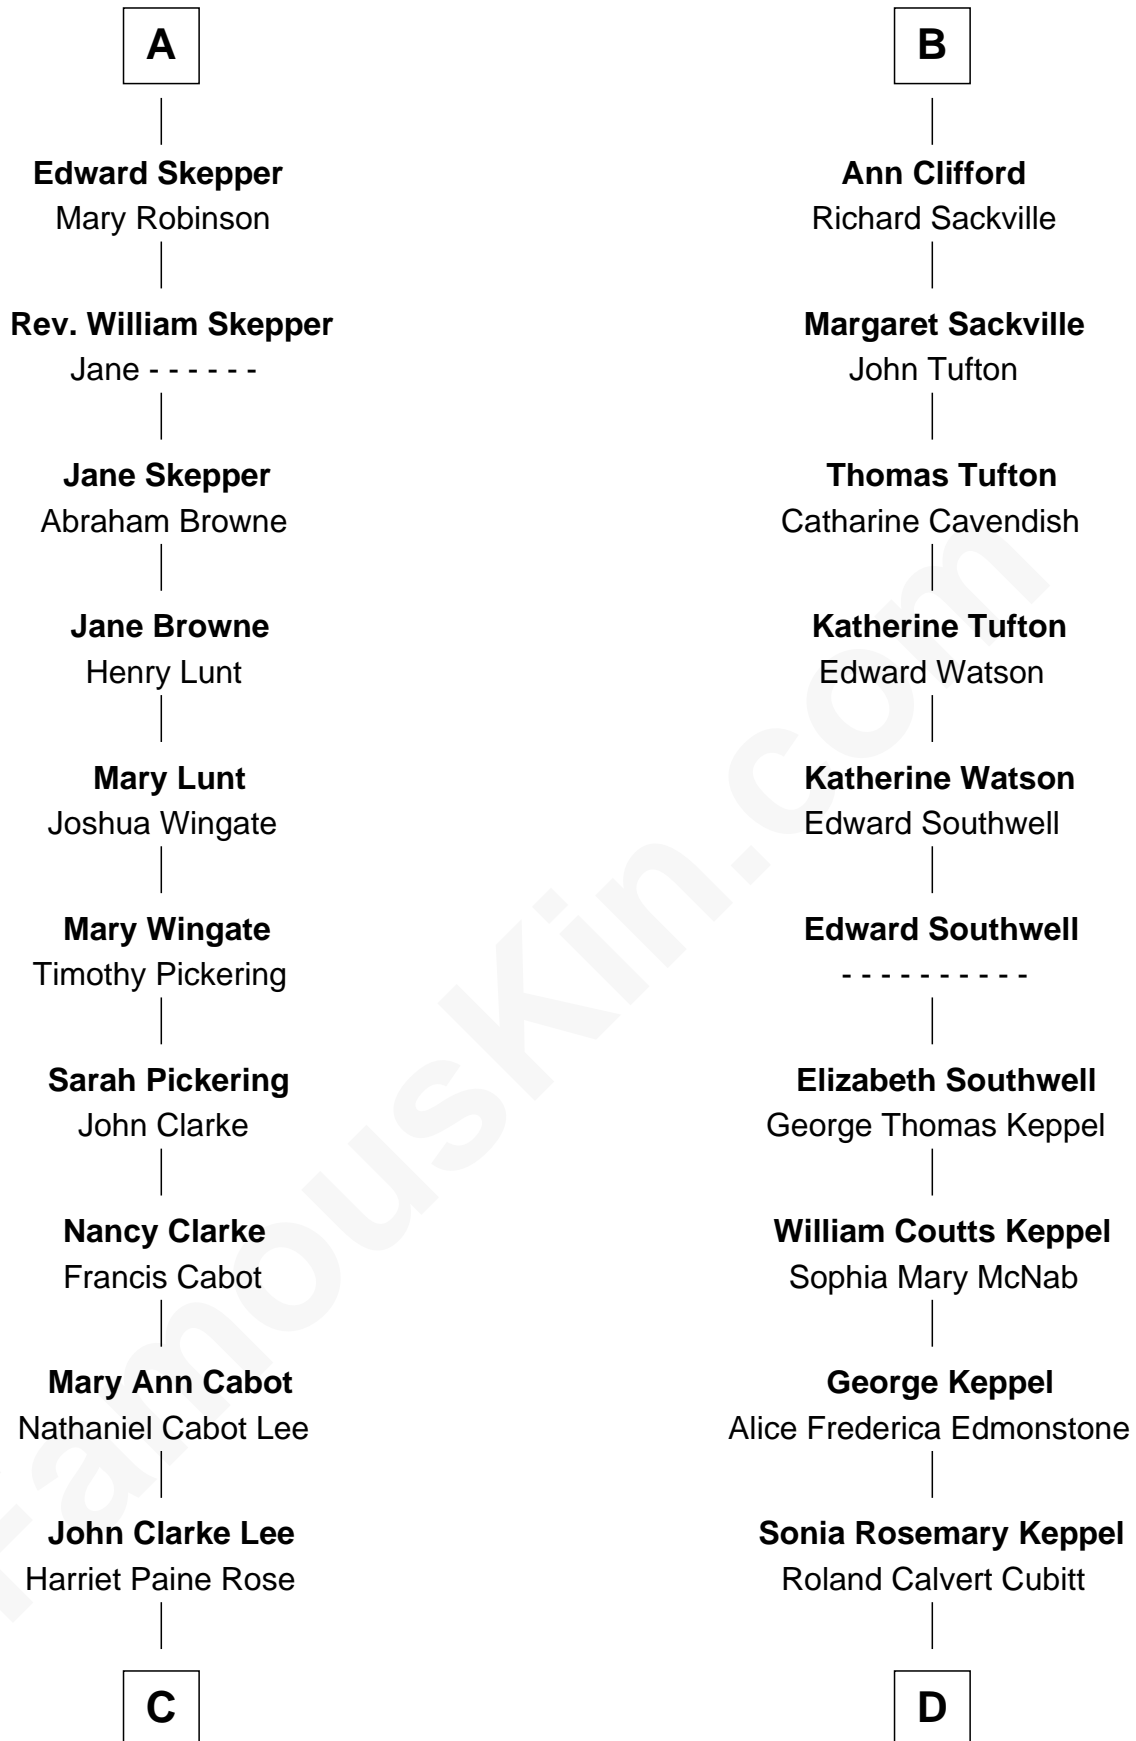 A
Edward Skepper
Mary Robinson
Rev. William Skepper
Jane - - - - - -
Jane Skepper
Abraham Browne
Jane Browne
Henry Lunt
Mary Lunt
Joshua Wingate
Mary Wingate
Timothy Pickering
Sarah Pickering
John Clarke
Nancy Clarke
Francis Cabot
Mary Ann Cabot
Nathaniel Cabot Lee
John Clarke Lee
Harriet Paine Rose
C
B
Ann Clifford
Richard Sackville
Margaret Sackville
John Tufton
Thomas Tufton
Catharine Cavendish
Katherine Tufton
Edward Watson
Katherine Watson
Edward Southwell
Edward Southwell
- - - - - - - - - -
Elizabeth Southwell
George Thomas Keppel
William Coutts Keppel
Sophia Mary McNab
George Keppel
Alice Frederica Edmonstone
Sonia Rosemary Keppel
Roland Calvert Cubitt
D
FamousKin.com